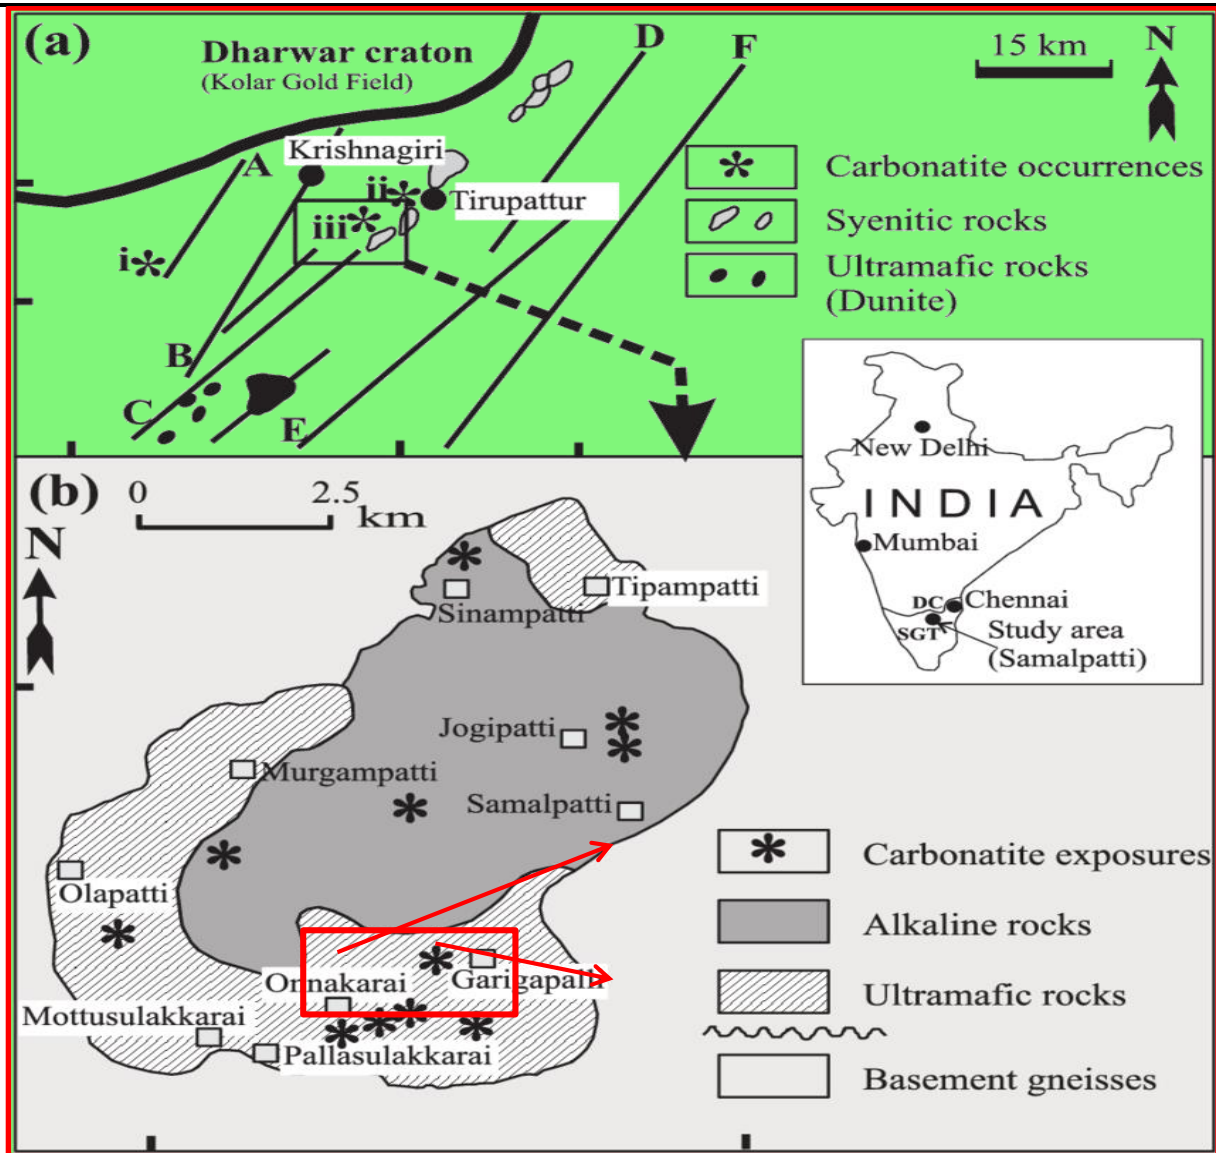 (a)
Dharwar craton
(Kolar Gold Field)
D
F
15 km
N
A
Krishnagiri
ii
Tirupattur
iii
i
B
C
E
Carbonatite occurrences
Syenitic rocks
Ultramafic rocks
(Dunite)
New Delhi
INDIA
Mumbai
DC
Chennai
SGT
Study area
(Samalpatti)
(b)
0
2.5
km
N
Tipampatti
Sinampatti
Jogipatti
Murgampatti
Samalpatti
Olapatti
Onnakarai
Garigapalli
Mottusulakkarai
Pallasulakkarai
Carbonatite exposures
Alkaline rocks
Ultramafic rocks
Basement gneisses